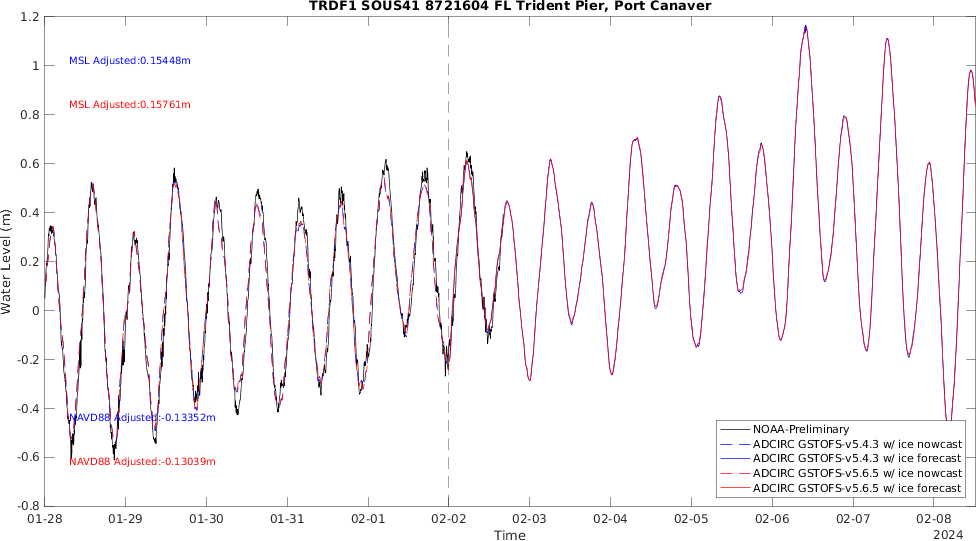 TRDF1 SOUS41 8721604 FL Trident Pier, Port Canaver
1.2
1
0.8
0.6
0.4
0.2
0
-0.2
-0.4
-0.6
-0.8
Water Level (m)
MSL Adjusted:0.15448m
MSL Adjusted:0.15761m
NAVD88 Adjusted:-0.13352m
NAVD88 Adjusted:-0.13039m
NOAA-Preliminary
ADCIRC GSTOFS-v5.4.3 w/ ice nowcast
ADCIRC GSTOFS-v5.4.3 w/ ice forecast
ADCIRC GSTOFS-v5.6.5 w/ ice nowcast
ADCIRC GSTOFS-v5.6.5 w/ ice forecast
01-28 01-29 01-30 01-31 02-01 02-02 02-03 02-04 02-05 02-06 02-07 02-08
Time
2024